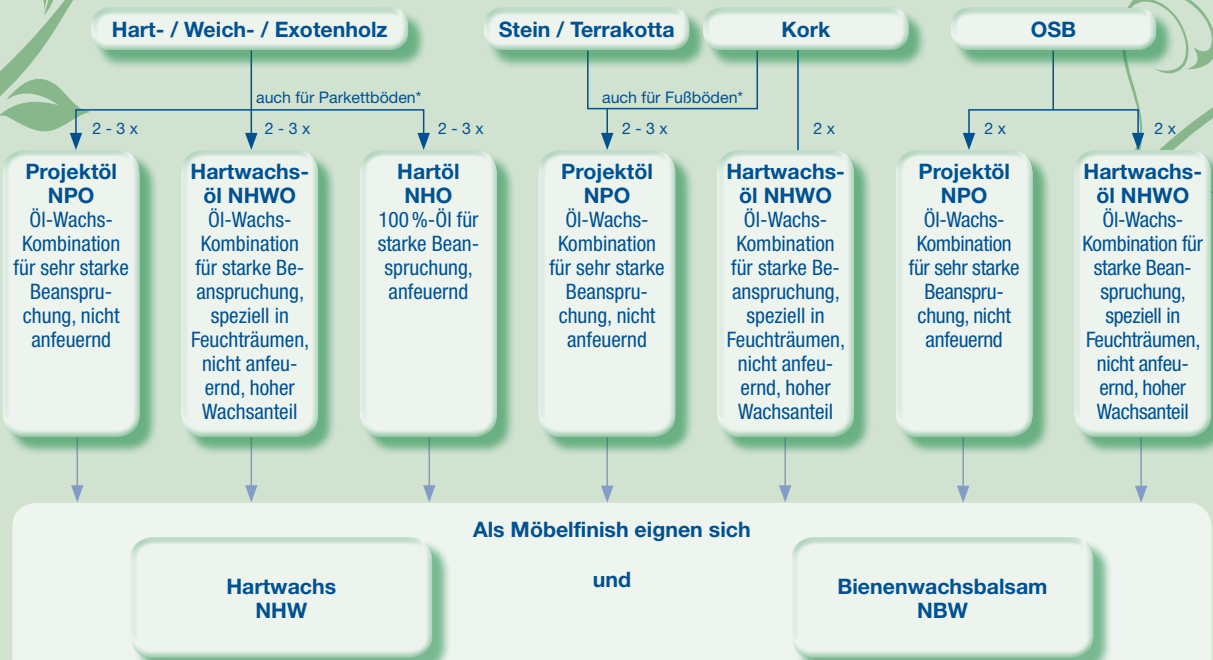 Hart- / Weich- / Exotenholz
Stein / Terrakotta
Kork
OSB
auch für Parkettböden*
auch für Fußböden*
2 - 3 x
2 - 3 x
2 - 3 x
2 - 3 x
2 x
2 x
2 x
Projektöl
NPO
Öl-Wachs-
Kombination
für sehr starke
Beanspru-
chung, nicht
anfeuernd
Hartwachs-
öl NHWO
Öl-Wachs-
Kombination
für starke Be-
anspruchung,
speziell in
Feuchträumen,
nicht anfeu-
ernd, hoher
Wachsanteil
Hartöl
NHO
100 %-Öl für
starke Bean-
spruchung,
anfeuernd
Projektöl
NPO
Öl-Wachs-
Kombination
für sehr starke
Beanspru-
chung, nicht
anfeuernd
Hartwachs-
öl NHWO
Öl-Wachs-
Kombination
für starke Be-
anspruchung,
speziell in
Feuchträumen,
nicht anfeu-
ernd, hoher
Wachsanteil
Projektöl
NPO
Öl-Wachs-
Kombination
für sehr starke
Beanspru-
chung, nicht
anfeuernd
Hartwachs-
öl NHWO
Öl-Wachs-
Kombination für
starke Bean-
spruchung,
speziell in
Feuchträumen,
nicht anfeu-
ernd, hoher
Wachsanteil
Als Möbelfinish eignen sich
Hartwachs
NHW
und
Bienenwachsbalsam
NBW